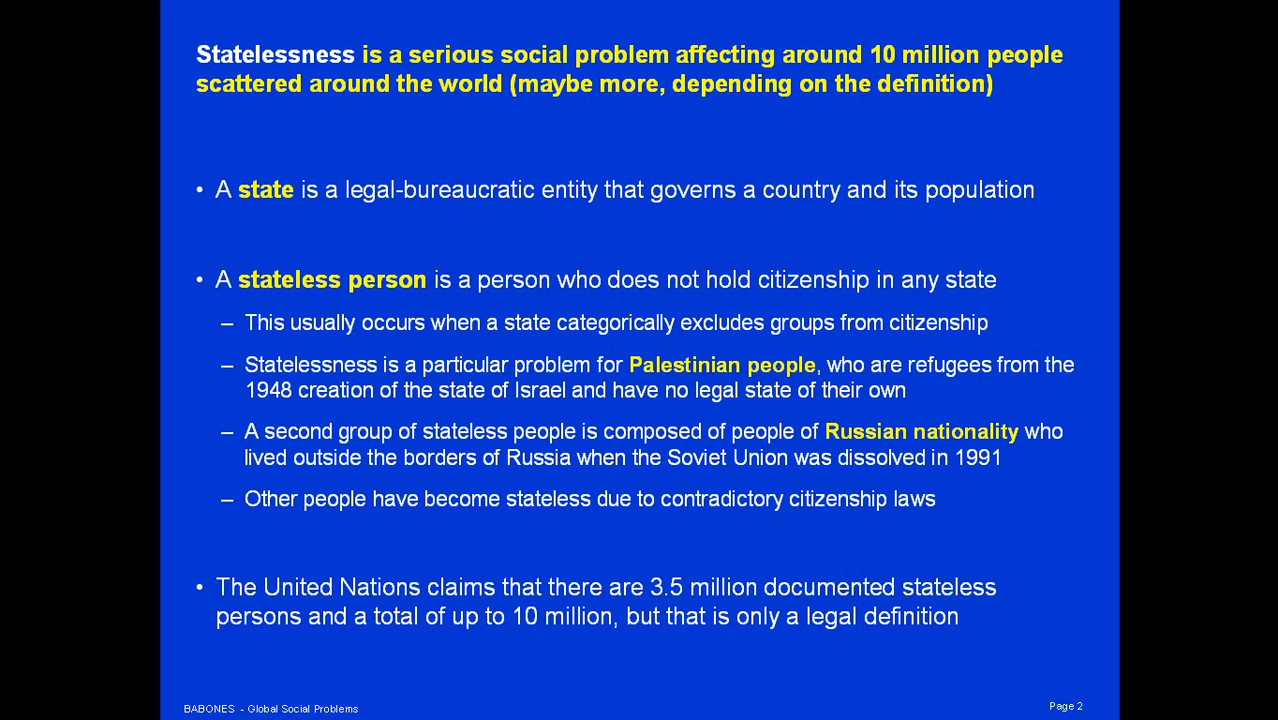 Statelessness is a serious social problem affecting around 10 million people
scattered around the world (maybe more, depending on the definition)
• A state is a legal-bureaucratic entity that governs a country and its population
• A stateless person is a person who does not hold citizenship in any state
– This usually occurs when a state categorically excludes groups from citizenship
– Statelessness is a particular problem for Palestinian people, who are refugees from the
1948 creation of the state of Israel and have no legal state of their own
– A second group of stateless people is composed of people of Russian nationality who
lived outside the borders of Russia when the Soviet Union was dissolved in 1991
– Other people have become stateless due to contradictory citizenship laws
• The United Nations claims that there are 3.5 million documented stateless
persons and a total of up to 10 million, but that is only a legal definition
BABONES - Global Social Problems
Page 2